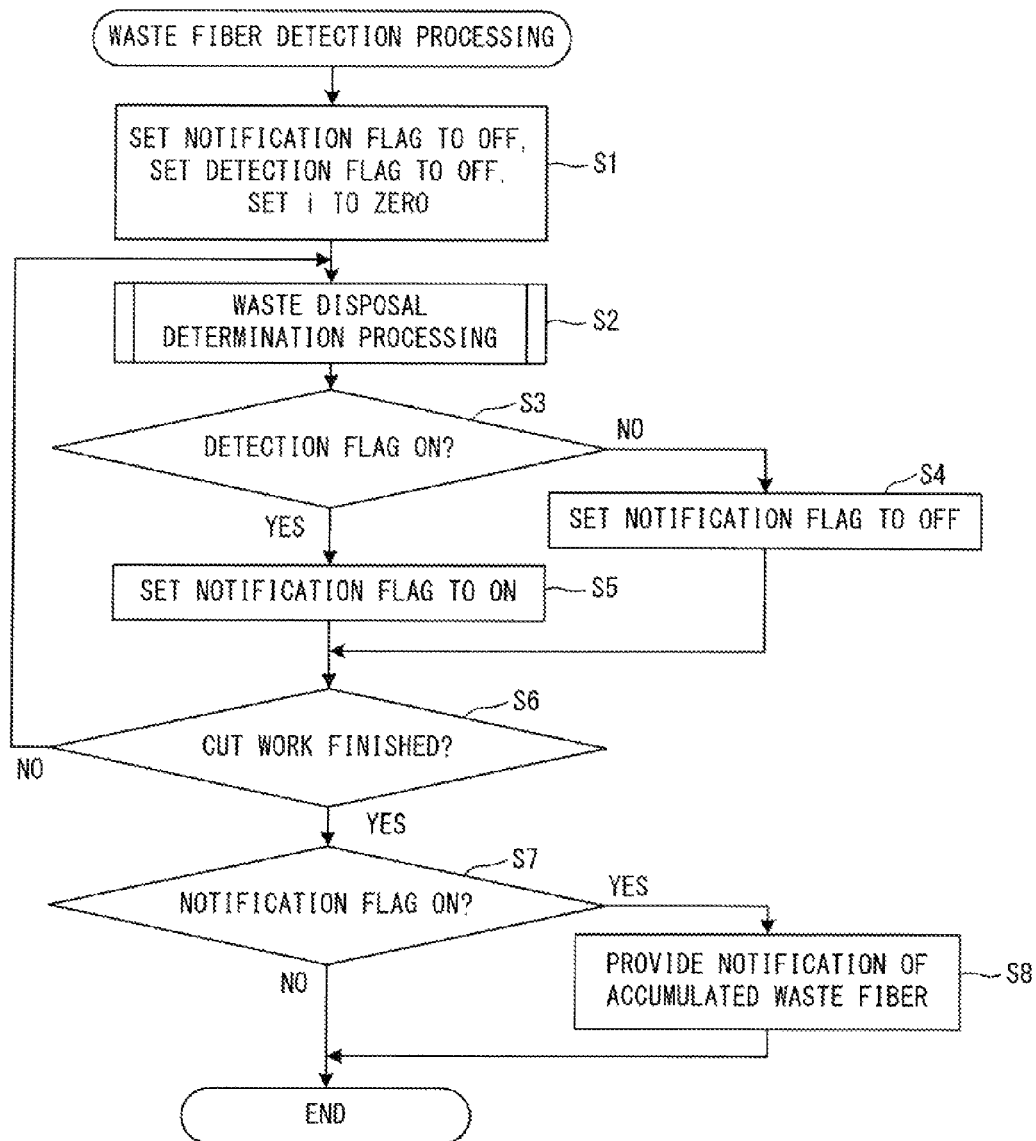 WASTE FIBER DETECTION PROCESSING
SET NOTIFICATION FLAG TO OFF,
SET DETECTION FLAG TO OFF,
SET i TO ZERO
S1
WASTE DISPOSAL
DETERMINATION PROCESSING
S2
S3
DETECTION FLAG ON?
NO
S4
SET NOTIFICATION FLAG TO OFF
YES
SET NOTIFICATION FLAG TO ON
S5
S6
CUT WORK FINISHED?
NO
YES
S7
NOTIFICATION FLAG ON?
YES
PROVIDE NOTIFICATION OF
ACCUMULATED WASTE FIBER
S8
NO
END